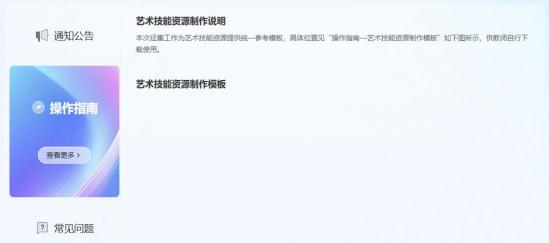 通知公告
操作指南
查看更多 >
常见问题
艺术技能资源制作说明
本次征集工作为艺术技能资源提供统一参考模板，具体位置见“操作指南—艺术技能资源制作模板”如下图所示，供教师自行下
载使用。
艺术技能资源制作模板